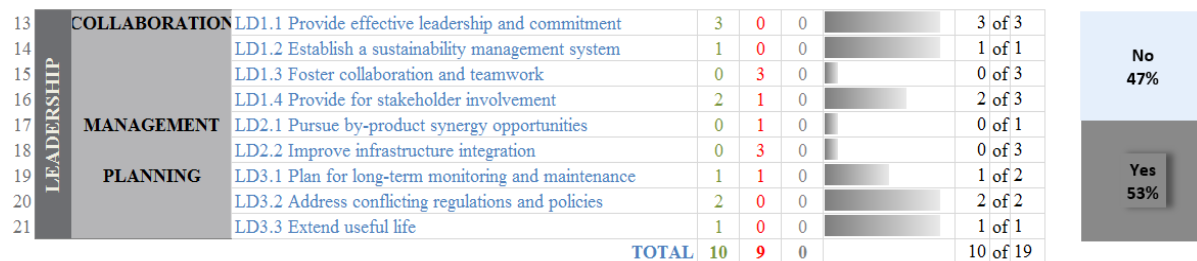 LEADERSHIP
13 COLLABORATION LD1.1 Provide effective leadership and commitment 3 0 0 3 of 3
14 LD1.2 Establish a sustainability management system 1 0 0 1 of 1
15 LD1.3 Foster collaboration and teamwork 0 3 0 0 of 3
16 LD1.4 Provide for stakeholder involvement 2 1 0 2 of 3
17 MANAGEMENT LD2.1 Pursue by-product synergy opportunities 0 1 0 0 of 1
18 LD2.2 Improve infrastructure integration 0 3 0 0 of 3
19 PLANNING LD3.1 Plan for long-term monitoring and maintenance 1 1 0 1 of 2
20 LD3.2 Address conflicting regulations and policies 2 0 0 2 of 2
21 LD3.3 Extend useful life 1 0 0 1 of 1
TOTAL 10 9 0 10 of 19
No
47%
Yes
53%